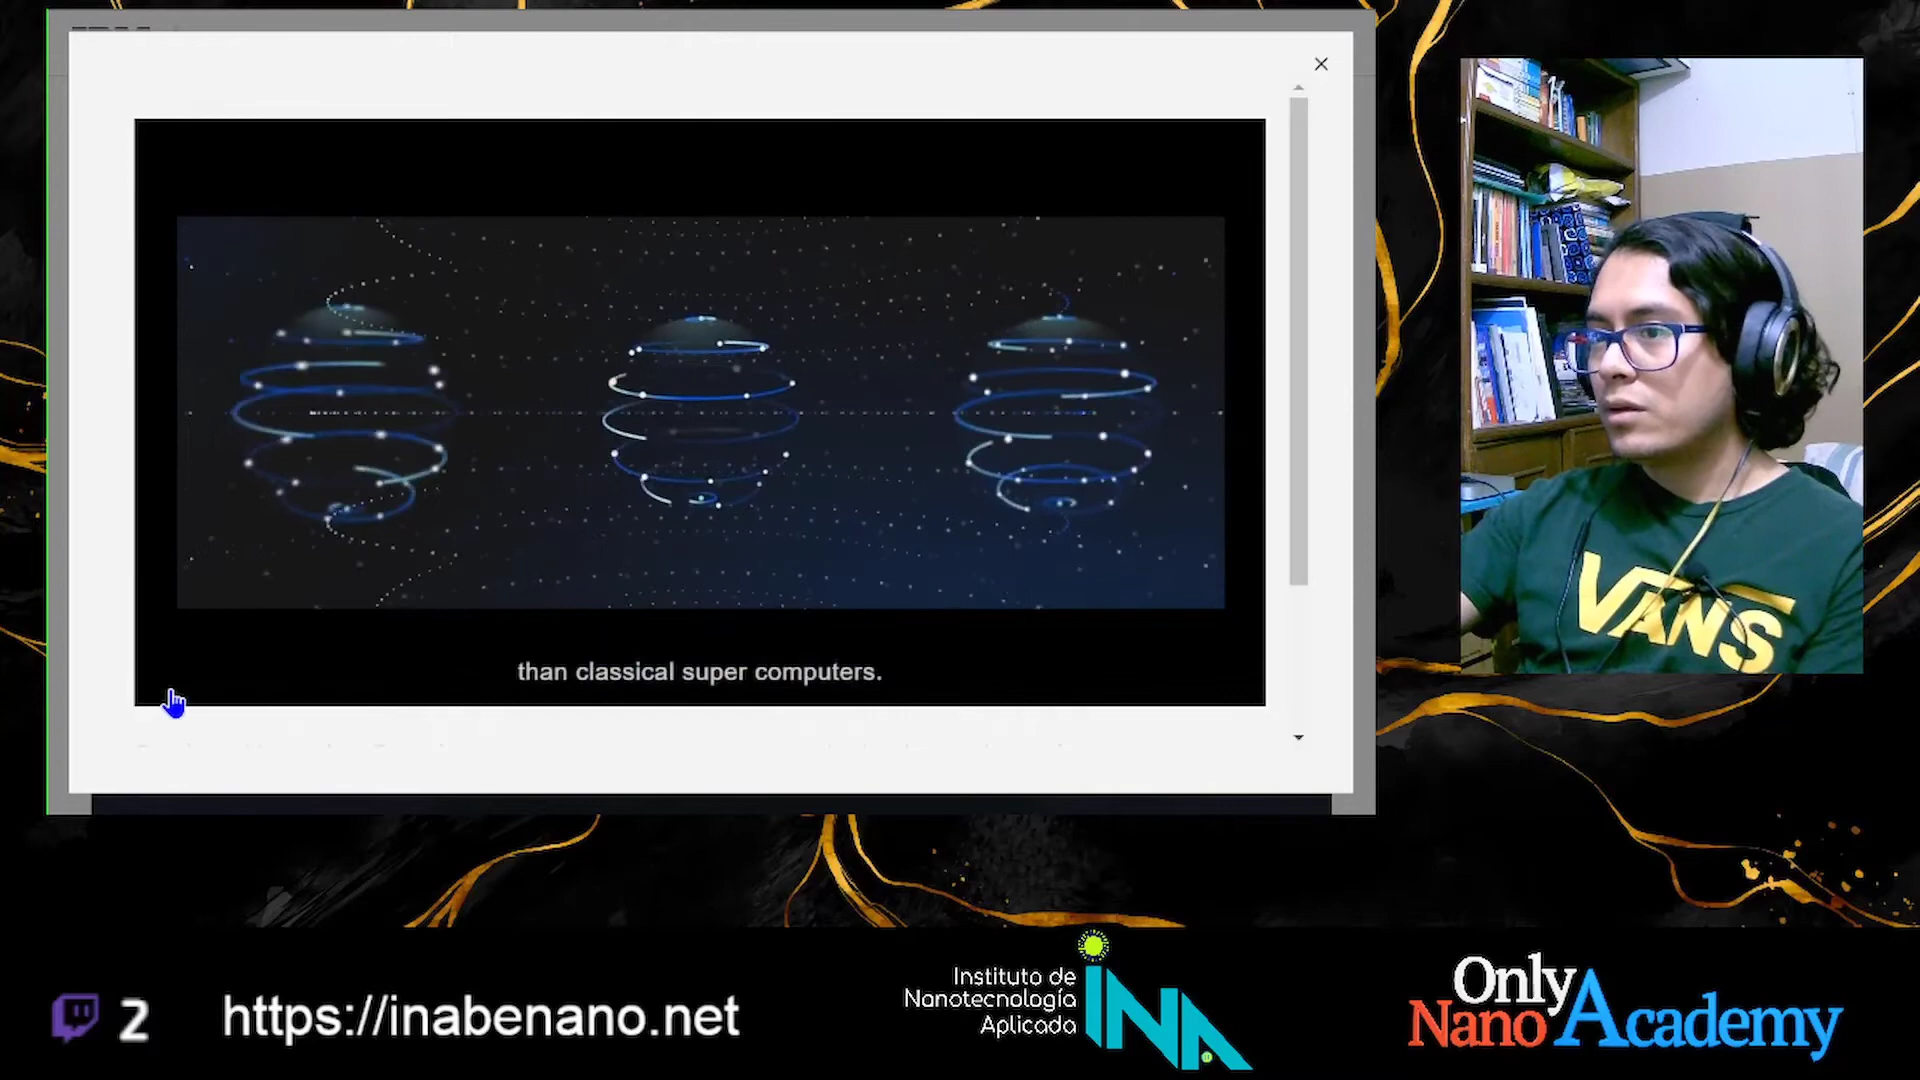 than classical super computers.
VANS
2
https://inabenano.net
Instituto de
Nanotecnología
Aplicada
iNA
Only
Nano Academy